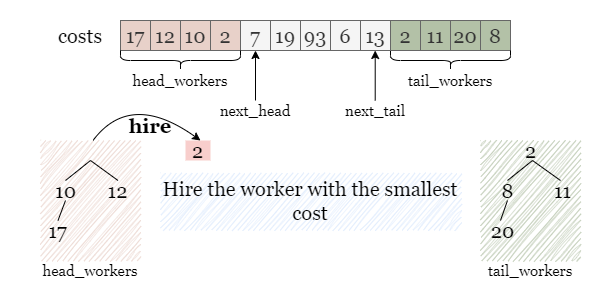 costs 17 12 10 2 7 19 93 6 13 2 11 20 8
head_workers tail_workers
next_head next_tail
hire
2
2
10 12
8 11
17
20
Hire the worker with the smallest
cost
head_workers
tail_workers